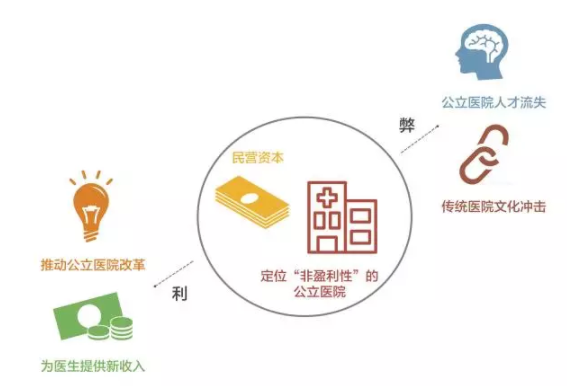 公立医院人才流失
弊
民营资本
传统医院文化冲击
推动公立医院改革
定位“非盈利性”的
公立医院
利
为医生提供新收入